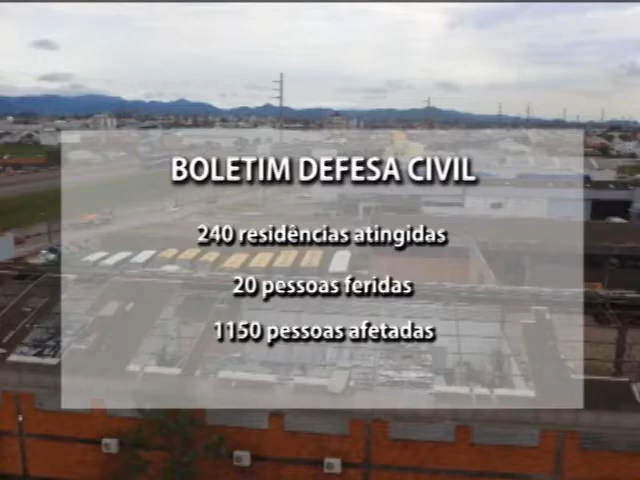 BOLETIM DEFESA CIVIL
240 residências atingidas
20 pessoas feridas
1150 pessoas afetadas